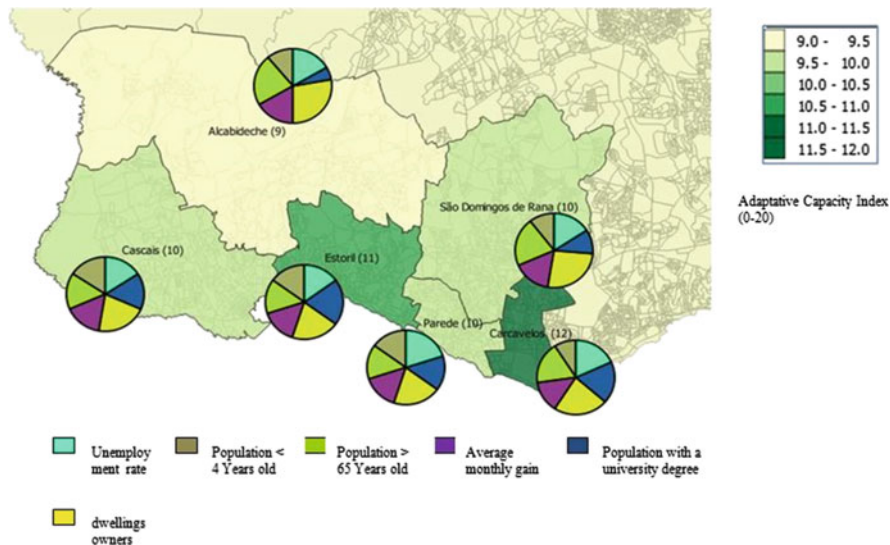 9.0 - 9.5
9.5 - 10.0
10.0 - 10.5
10.5 - 11.0
11.0 - 11.5
11.5 - 12.0
Adaptative Capacity Index
(0-20)
Alcabideche (9)
São Domingos de Rana (10)
Cascais (10)
Estoril (11)
Parede (10)
Carcavelos (12)
Unemploy
ment rate
Population <
4 Years old
Population >
65 Years old
Average
monthly gain
Population with a
university degree
dwellings
owners